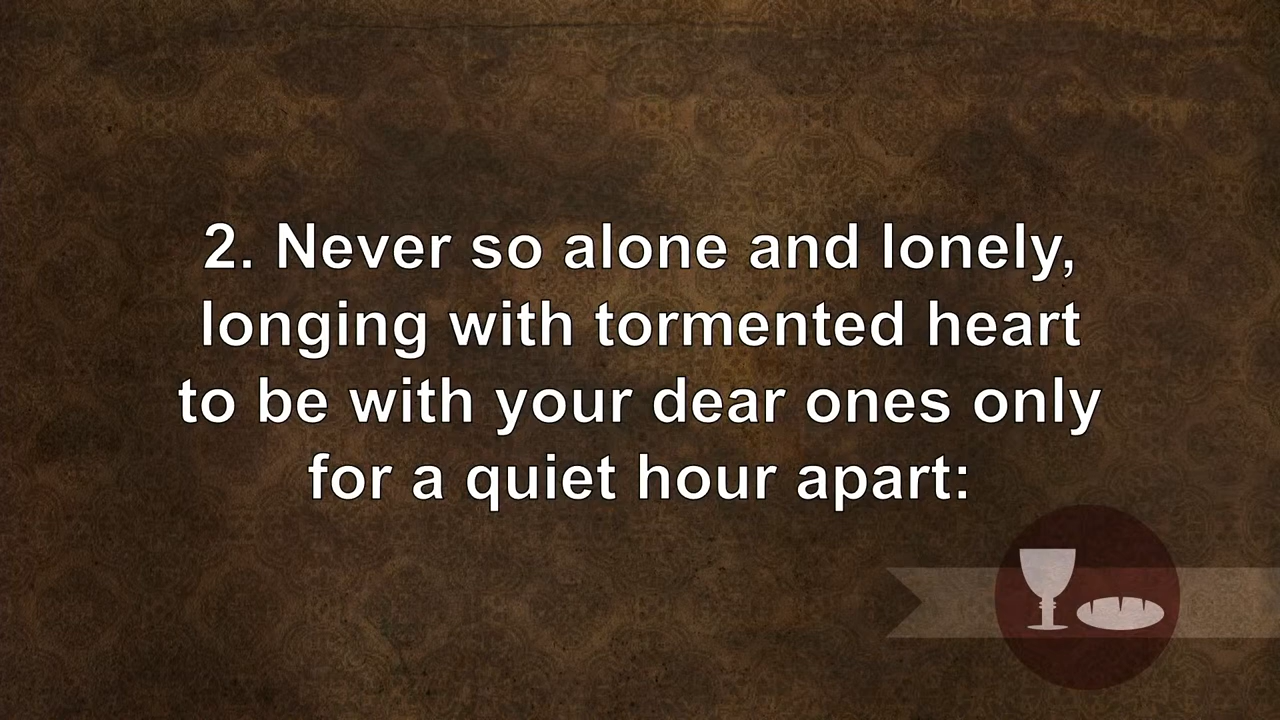 2. Never so alone and lonely,
longing with tormented heart
to be with your dear ones only
for a quiet hour apart: